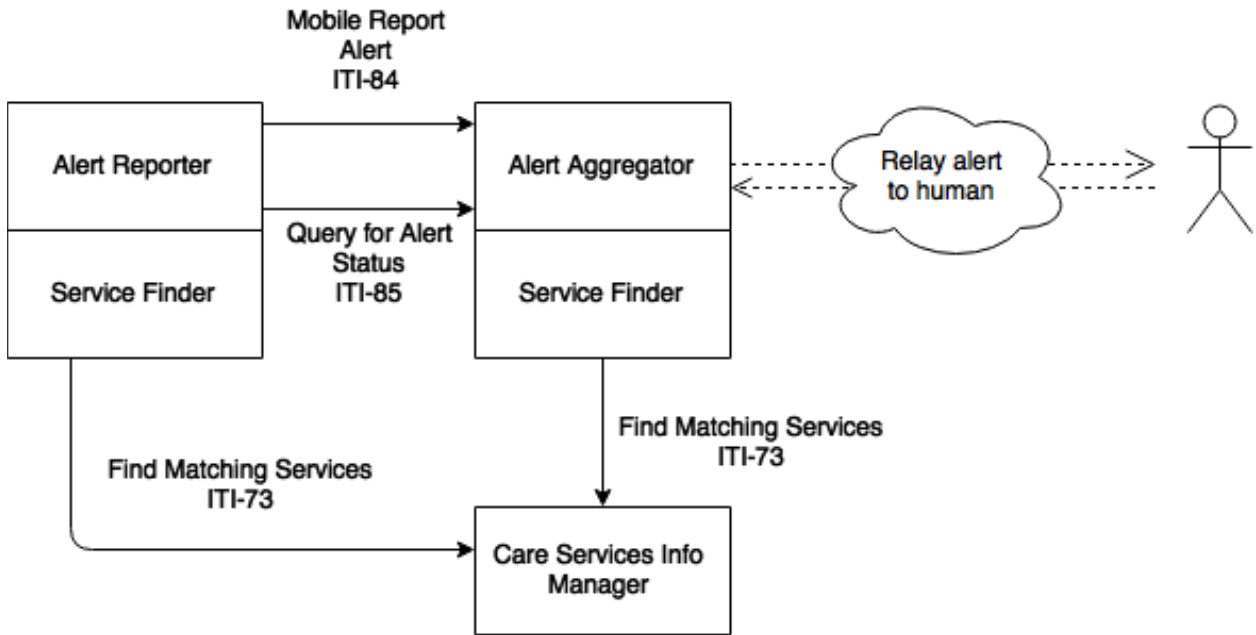 Mobile Report
Alert
ITI-84
Alert Reporter
Alert Aggregator
Relay alert
to human
Query for Alert
Status
ITI-85
Service Finder
Service Finder
Find Matching Services
ITI-73
Find Matching Services
ITI-73
Care Services Info
Manager